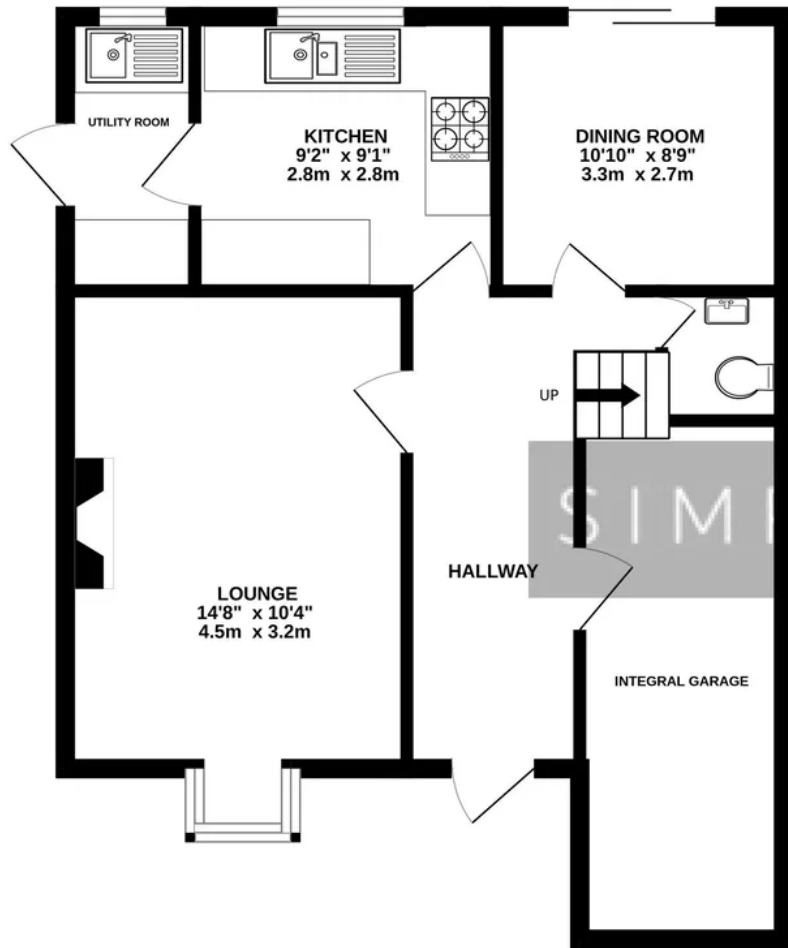 UTILITY ROOM
KITCHEN
9'2" x 9'1"
2.8m x 2.8m
DINING ROOM
10'10" x 8'9"
3.3m x 2.7m
UP
SIM
HALLWAY
LOUNGE
14'8" x 10'4"
4.5m x 3.2m
INTEGRAL GARAGE